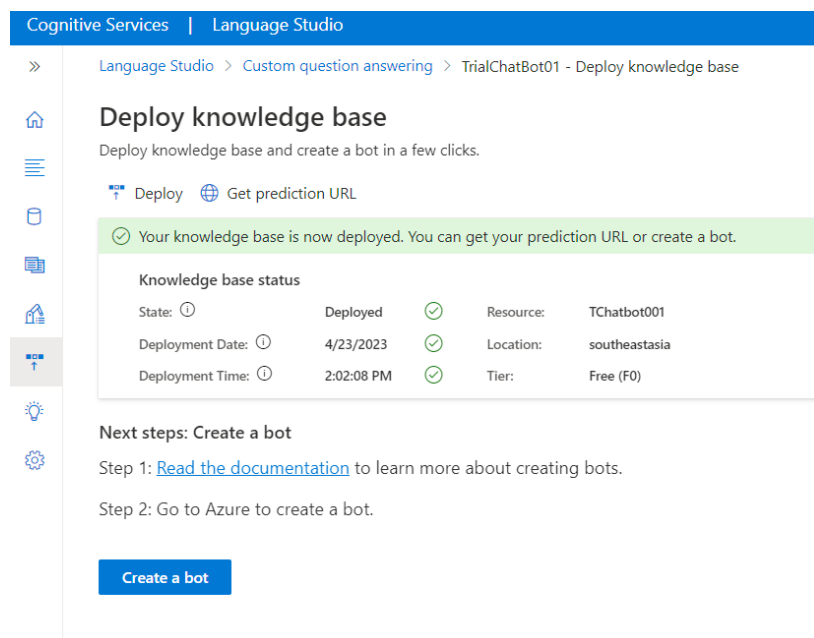 Cognitive Services | Language Studio
Language Studio > Custom question answering > TrialChatBot01 - Deploy knowledge base
Deploy knowledge base
Deploy knowledge base and create a bot in a few clicks.
Deploy Get prediction URL
Your knowledge base is now deployed. You can get your prediction URL or create a bot.
Knowledge base status
State: Deployed Resource: TChatbot001
Deployment Date: 4/23/2023 Location: southeastasia
Deployment Time: 2:02:08 PM Tier: Free (F0)
Next steps: Create a bot
Step 1: Read the documentation to learn more about creating bots.
Step 2: Go to Azure to create a bot.
Create a bot